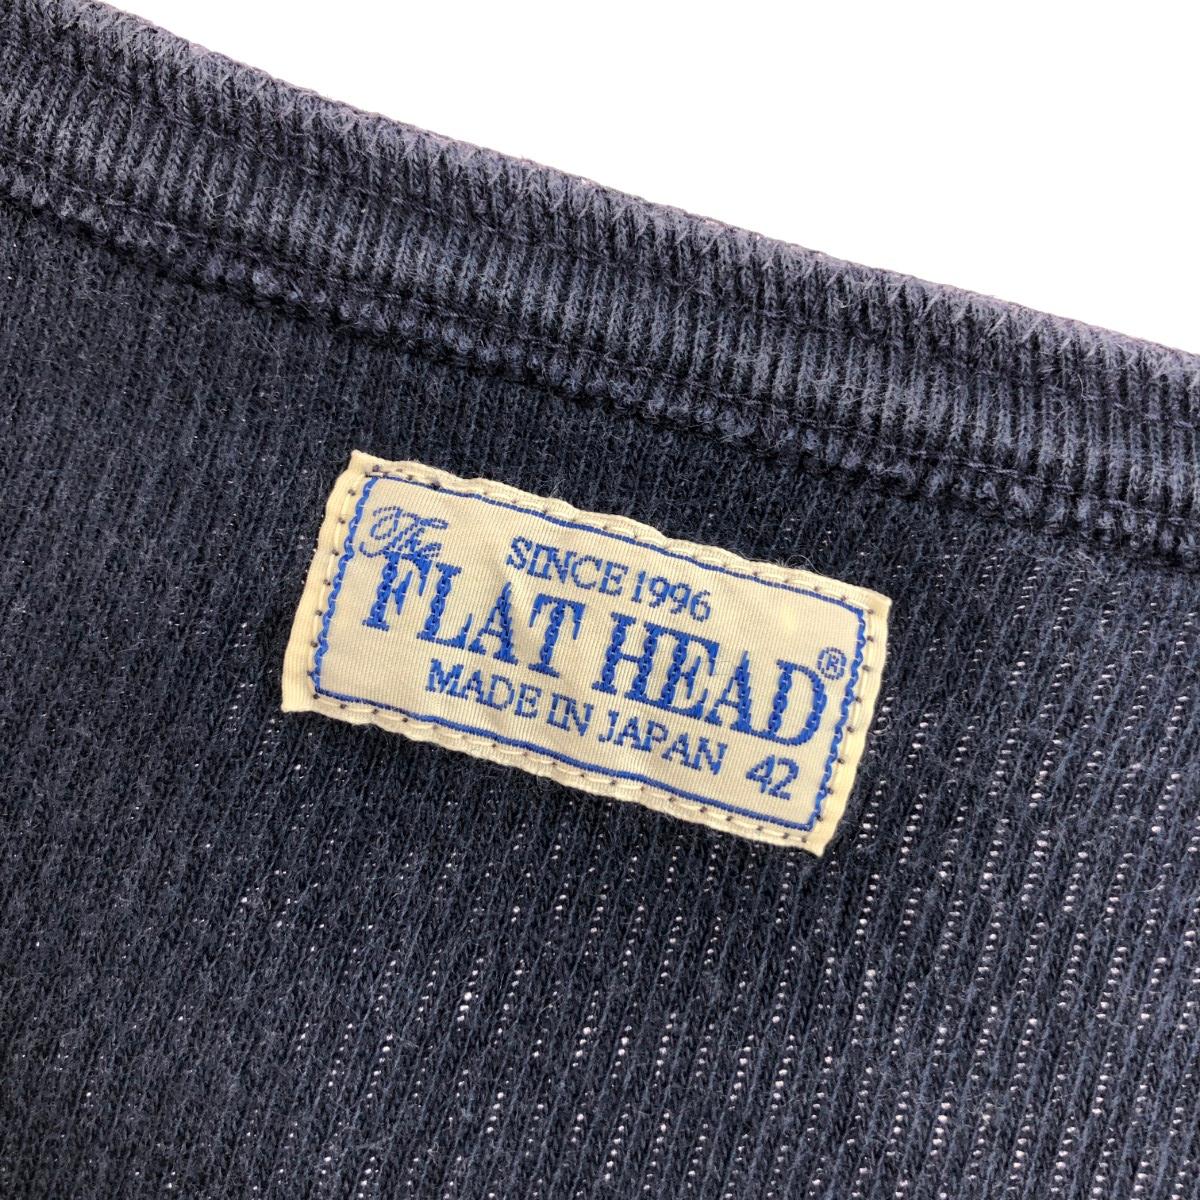 SINCE 1996
The
FLAT HEAD®
MADE IN JAPAN 42